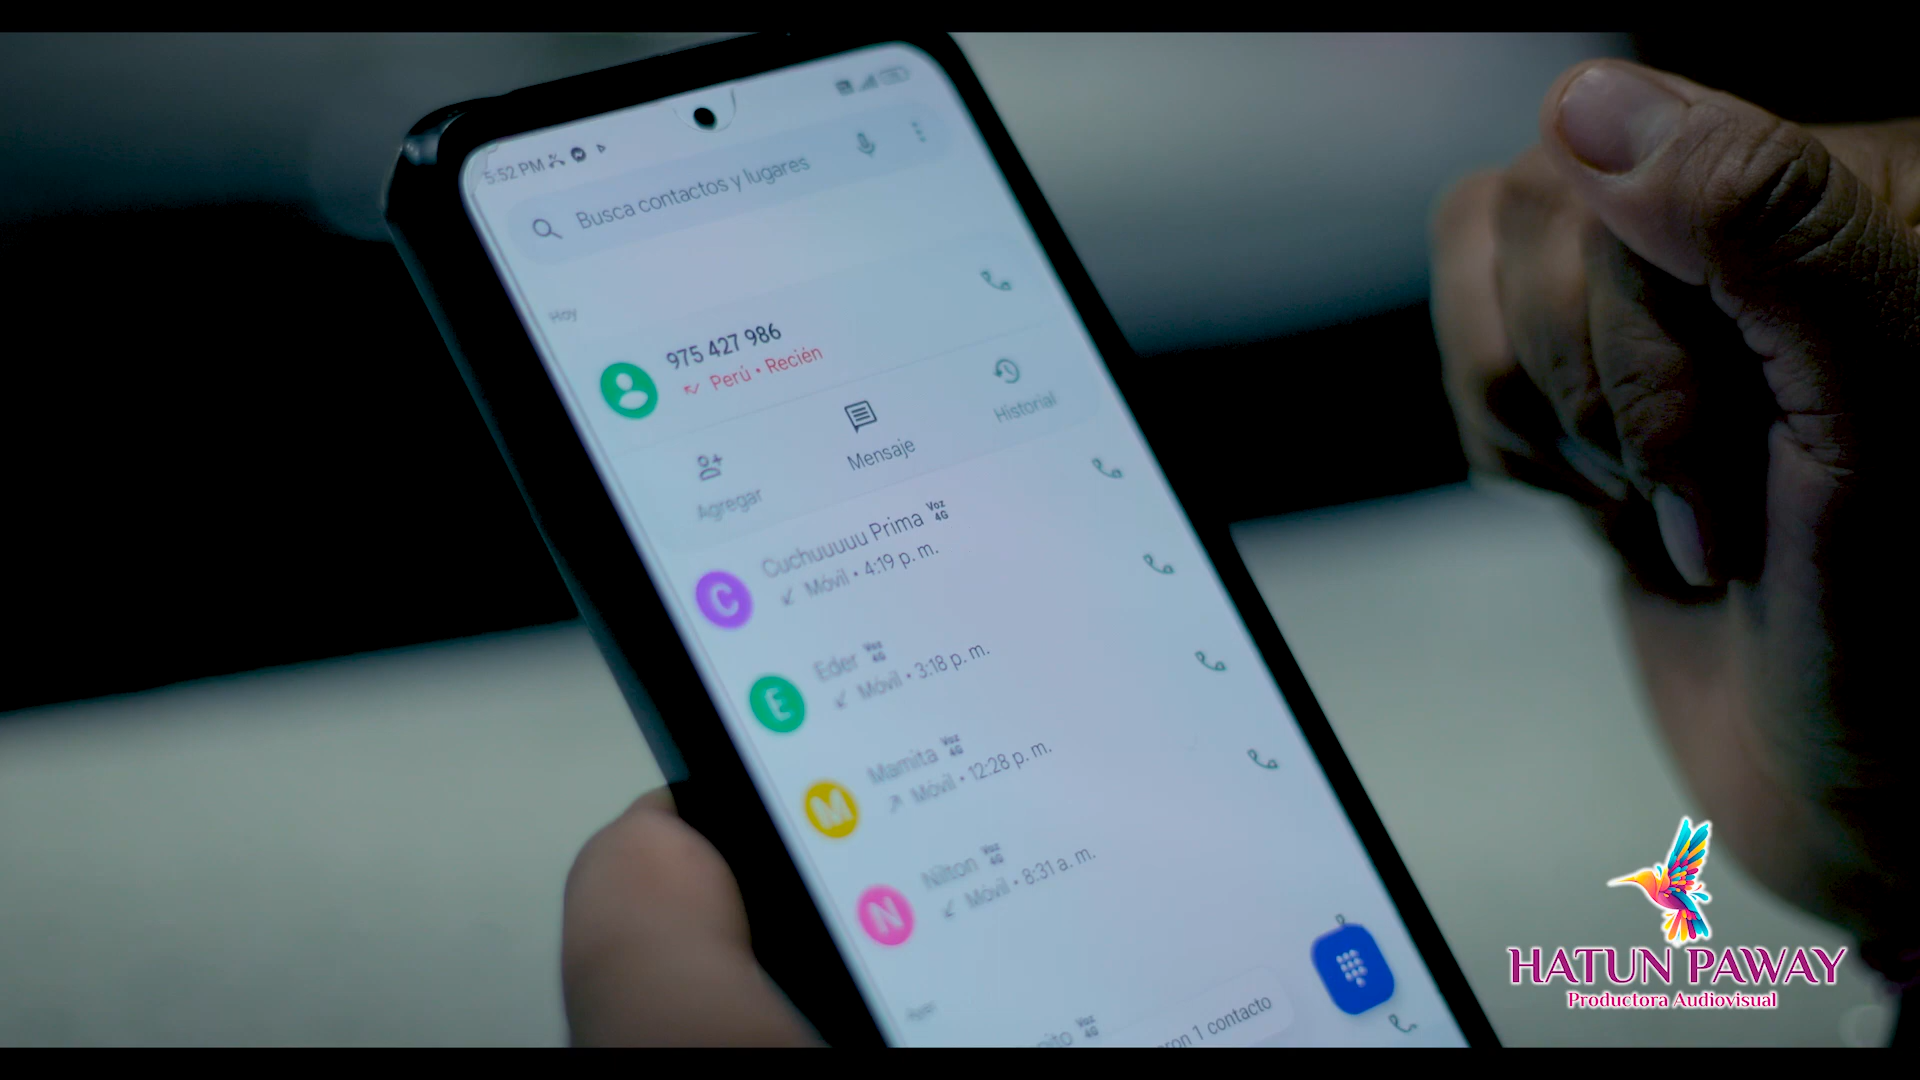 5:52 PM
Busca contactos y lugares
Hoy
975 427 986
Perú • Recién
Agregar
Mensaje
Historial
Cuchuuuuu Prima Voz 4G
Móvil • 4:19 p. m.
Eder Voz 4G
Móvil • 3:18 p. m.
Mamita Voz 4G
Móvil • 12:28 p. m.
Nilton Voz 4G
Móvil • 8:31 a. m.
Voz 4G
1 contacto
HATUN PAWAY
Productora Audiovisual